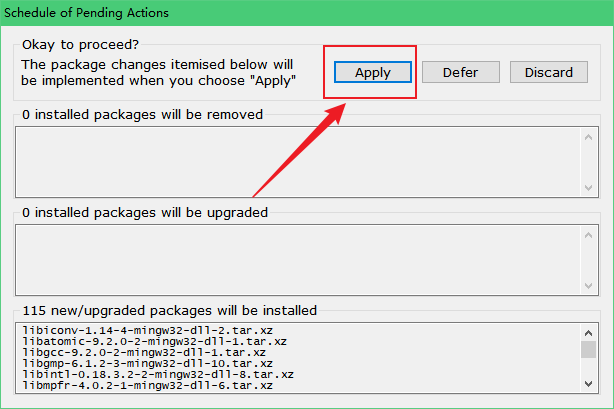 Schedule of Pending Actions
Okay to proceed?
The package changes itemised below will
be implemented when you choose "Apply"
Apply
Defer
Discard
0 installed packages will be removed
0 installed packages will be upgraded
115 new/upgraded packages will be installed
libiconv-1.14-4-mingw32-dll-2.tar.xz
libatomic-9.2.0-2-mingw32-dll-1.tar.xz
libgcc-9.2.0-2-mingw32-dll-1.tar.xz
libgmp-6.1.2-3-mingw32-dll-10.tar.xz
libintl-0.18.3.2-2-mingw32-dll-8.tar.xz
libmpfr-4.0.2-1-mingw32-dll-6.tar.xz